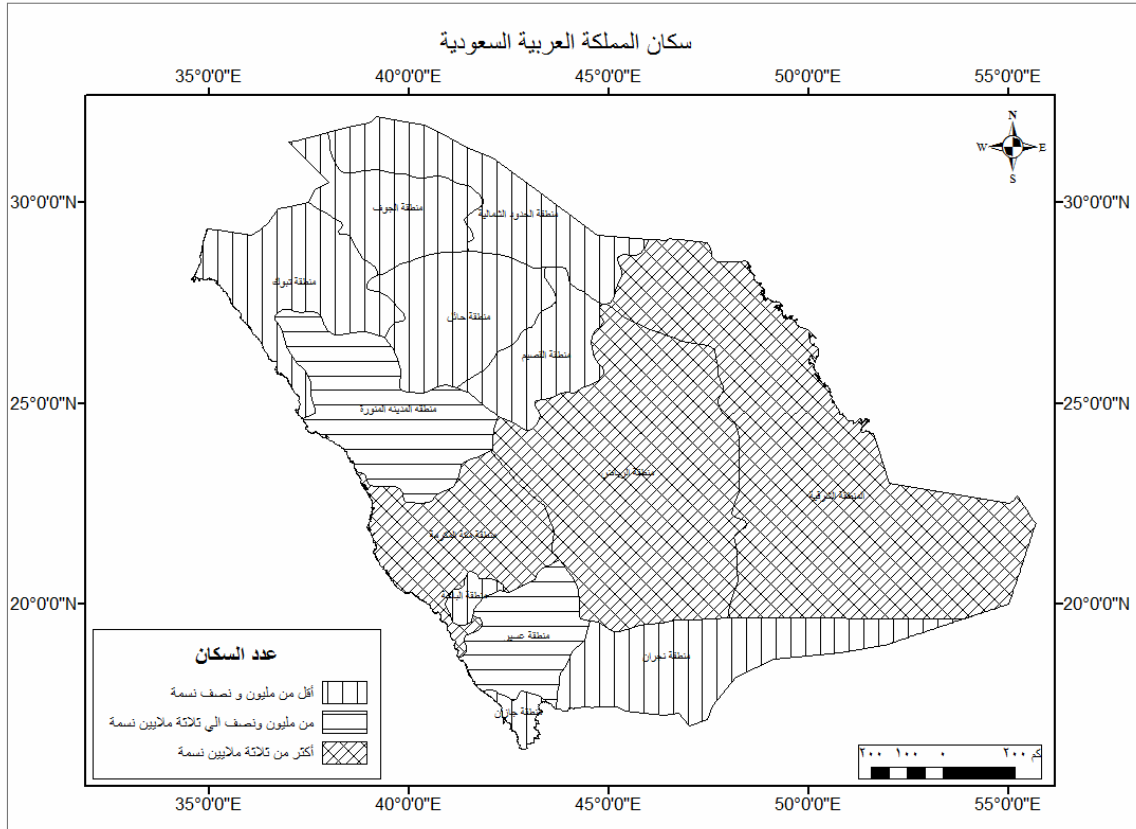 سكان المملكة العربية السعودية
35°0'0"E 40°0'0"E 45°0'0"E 50°0'0"E 55°0'0"E
N
W E
S
30°0'0"N 30°0'0"N
منطقة الجوف
منطقة الحدود الشمالية
منطقة تبوك
منطقة حائل
منطقة القصيم
25°0'0"N 25°0'0"N
منطقه المدينه المنورة
منطقة الرياض
المنطقة الشرقية
منطقة مكة المكرمة
20°0'0"N 20°0'0"N
منطقة الباحة
منطقة عسير
منطقة نجران
منطقة جازان
عدد السكان
أقل من مليون و نصف نسمة
من مليون ونصف الي ثلاثة ملايين نسمة
أكثر من ثلاثة ملايين نسمة
٢٠٠ ١٠٠ ٠ ٢٠٠ كم
35°0'0"E 40°0'0"E 45°0'0"E 50°0'0"E 55°0'0"E